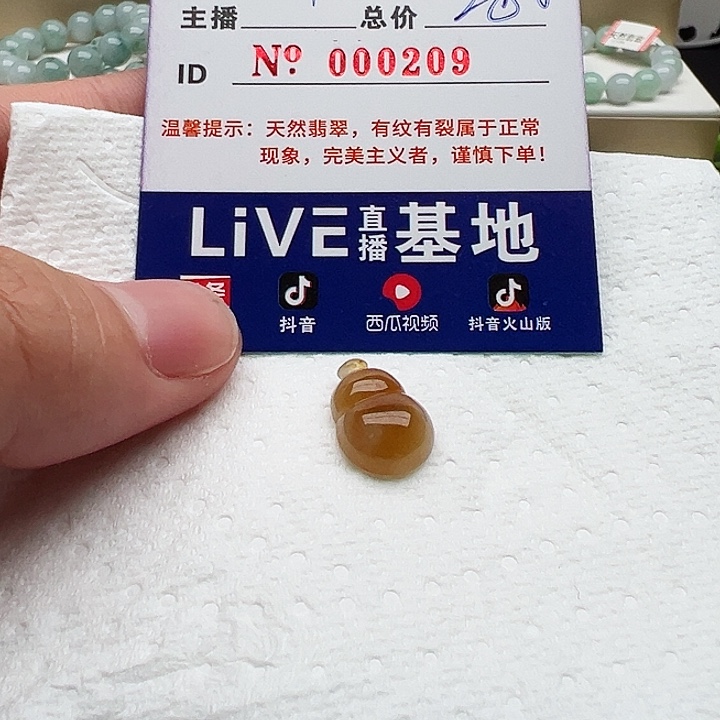 主播 总价
ID Nº 000209
温馨提示：天然翡翠，有纹有裂属于正常
现象，完美主义者，谨慎下单！
LiVE直播基地
抖音 西瓜视频 抖音火山版